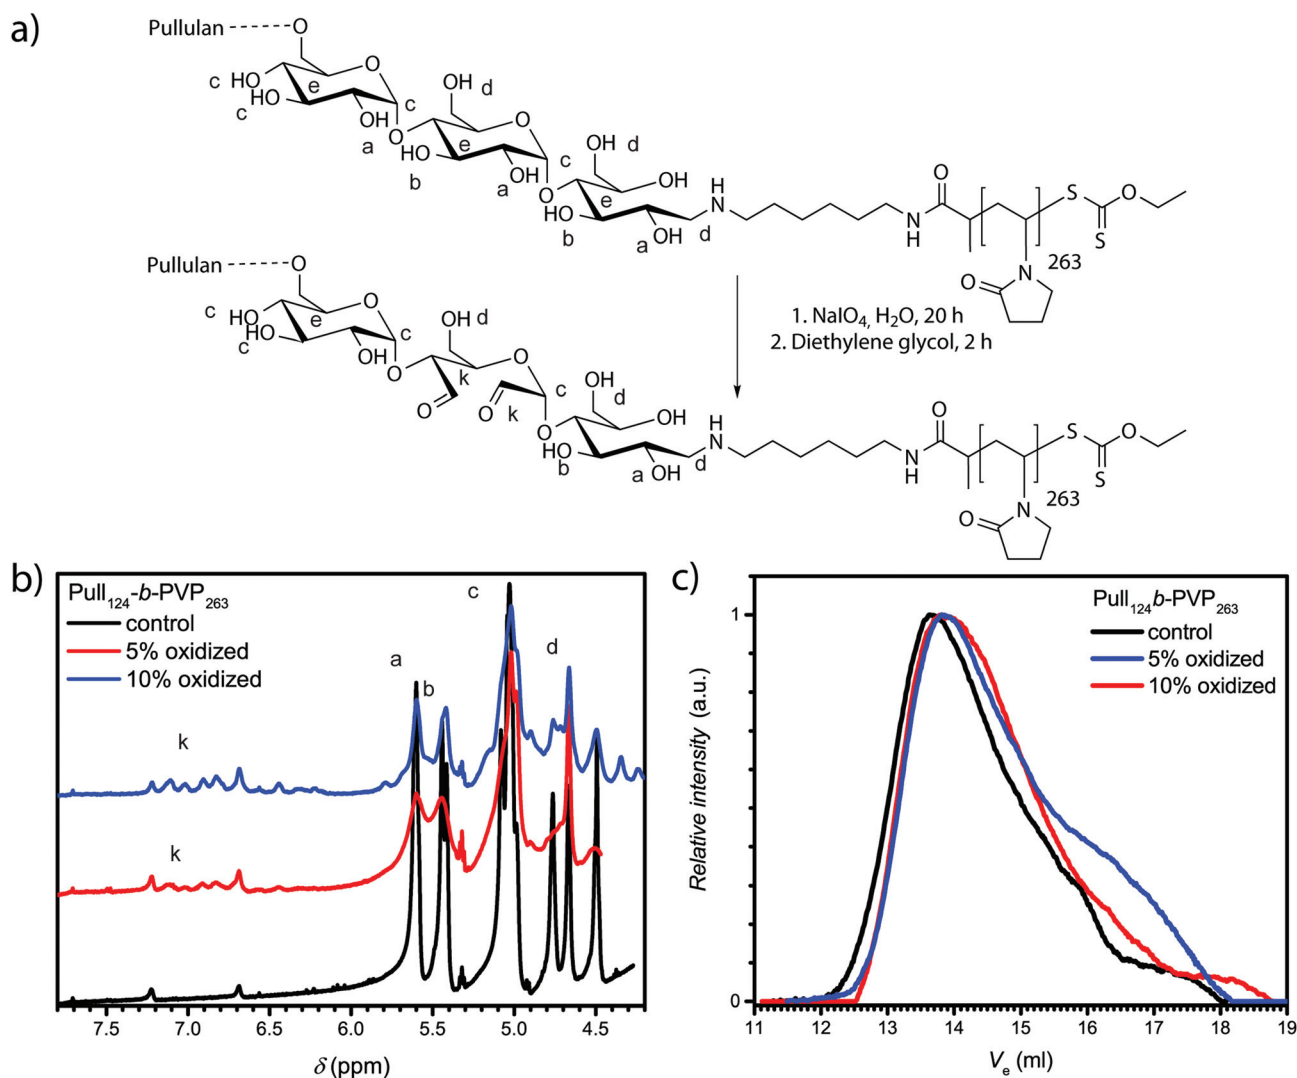 a)
Pullulan
O
O
HO
HO
OH
O
OH
O
HO
OH
O
OH
HO
OH
OH
H
N
N
H
O
S
O
S
N
O
263
c
c
e
a
c
d
b
e
a
c
d
b
e
a
d
1. NaIO4, H2O, 20 h
2. Diethylene glycol, 2 h
Pullulan
O
O
HO
HO
OH
O
OH
O
O
O
O
OH
HO
OH
OH
H
N
N
H
O
S
O
S
N
O
263
c
c
e
c
d
k
k
c
d
b
a
d
b)
Pull124-b-PVP263
control
5% oxidized
10% oxidized
k
k
a
b
c
d
7.5 7.0 6.5 6.0 5.5 5.0 4.5
δ (ppm)
c)
Pull124b-PVP263
control
5% oxidized
10% oxidized
1
0
Relative intensity (a.u.)
11 12 13 14 15 16 17 18 19
Ve (ml)